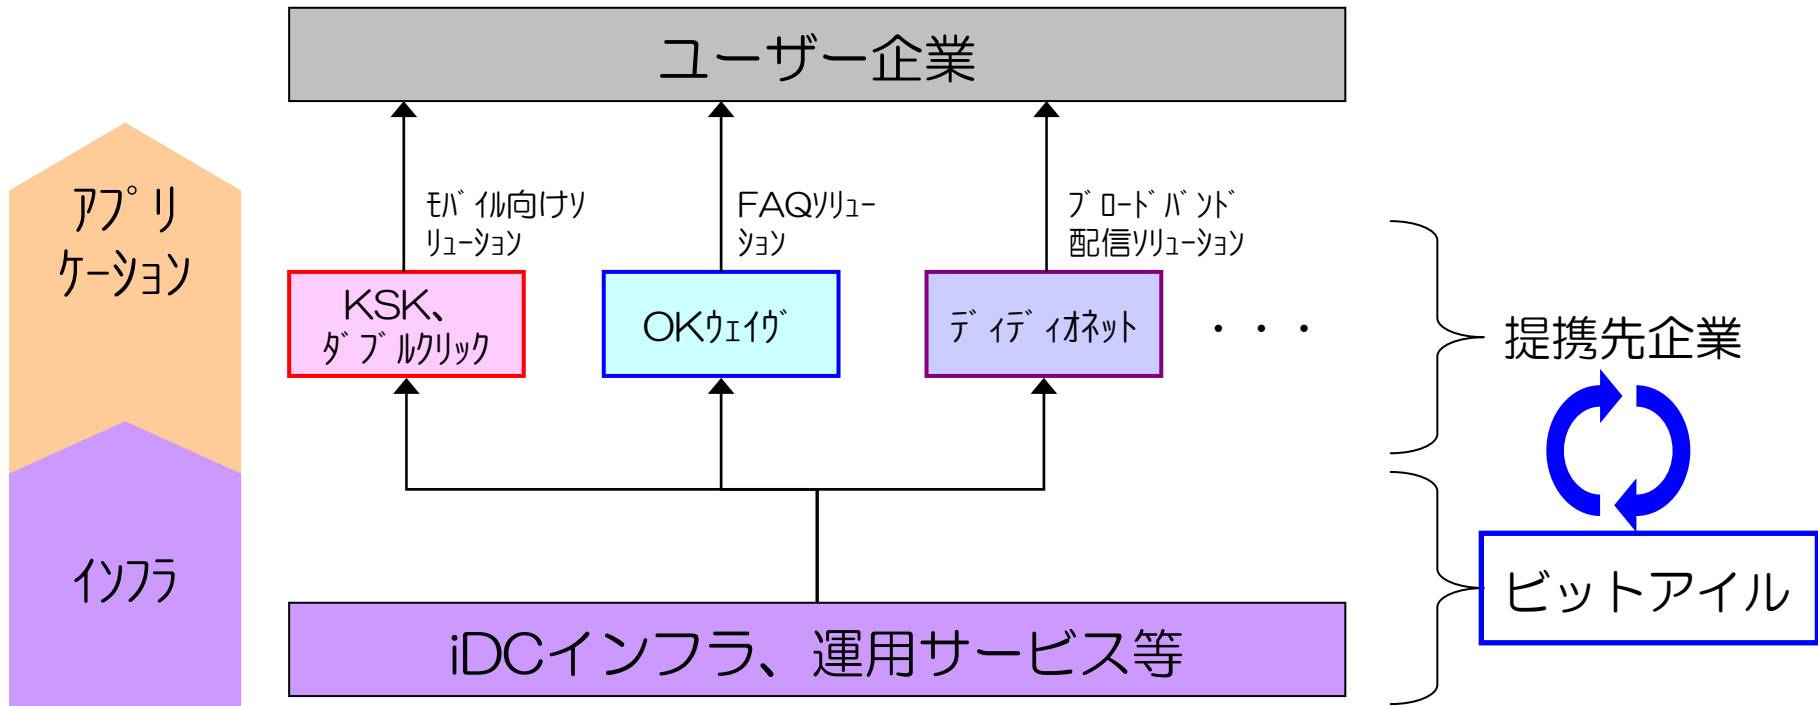 ユーザー企業
アプリ
ケーション
モバイル向けソ
リューション
FAQソリュー
ション
ブロードバンド
配信ソリューション
KSK、
ダブルクリック
OKウェイヴ
ディディオネット
・・・
提携先企業
インフラ
ビットアイル
iDCインフラ、運用サービス等